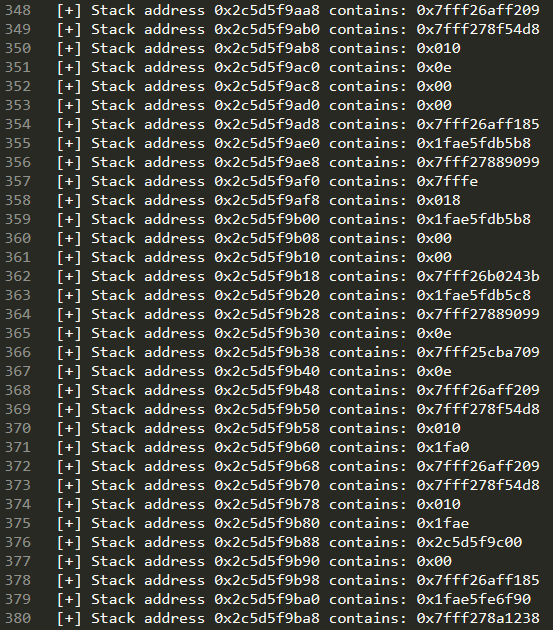 348 [+] Stack address 0x2c5d5f9aa8 contains: 0x7fff26aff209
349 [+] Stack address 0x2c5d5f9ab0 contains: 0x7fff278f54d8
350 [+] Stack address 0x2c5d5f9ab8 contains: 0x010
351 [+] Stack address 0x2c5d5f9ac0 contains: 0x0e
352 [+] Stack address 0x2c5d5f9ac8 contains: 0x00
353 [+] Stack address 0x2c5d5f9ad0 contains: 0x00
354 [+] Stack address 0x2c5d5f9ad8 contains: 0x7fff26aff185
355 [+] Stack address 0x2c5d5f9ae0 contains: 0x1fae5fdb5b8
356 [+] Stack address 0x2c5d5f9ae8 contains: 0x7fff27889099
357 [+] Stack address 0x2c5d5f9af0 contains: 0x7fffe
358 [+] Stack address 0x2c5d5f9af8 contains: 0x018
359 [+] Stack address 0x2c5d5f9b00 contains: 0x1fae5fdb5b8
360 [+] Stack address 0x2c5d5f9b08 contains: 0x00
361 [+] Stack address 0x2c5d5f9b10 contains: 0x00
362 [+] Stack address 0x2c5d5f9b18 contains: 0x7fff26b0243b
363 [+] Stack address 0x2c5d5f9b20 contains: 0x1fae5fdb5c8
364 [+] Stack address 0x2c5d5f9b28 contains: 0x7fff27889099
365 [+] Stack address 0x2c5d5f9b30 contains: 0x0e
366 [+] Stack address 0x2c5d5f9b38 contains: 0x7fff25cba709
367 [+] Stack address 0x2c5d5f9b40 contains: 0x0e
368 [+] Stack address 0x2c5d5f9b48 contains: 0x7fff26aff209
369 [+] Stack address 0x2c5d5f9b50 contains: 0x7fff278f54d8
370 [+] Stack address 0x2c5d5f9b58 contains: 0x010
371 [+] Stack address 0x2c5d5f9b60 contains: 0x1fa0
372 [+] Stack address 0x2c5d5f9b68 contains: 0x7fff26aff209
373 [+] Stack address 0x2c5d5f9b70 contains: 0x7fff278f54d8
374 [+] Stack address 0x2c5d5f9b78 contains: 0x010
375 [+] Stack address 0x2c5d5f9b80 contains: 0x1fae
376 [+] Stack address 0x2c5d5f9b88 contains: 0x2c5d5f9c00
377 [+] Stack address 0x2c5d5f9b90 contains: 0x00
378 [+] Stack address 0x2c5d5f9b98 contains: 0x7fff26aff185
379 [+] Stack address 0x2c5d5f9ba0 contains: 0x1fae5fe6f90
380 [+] Stack address 0x2c5d5f9ba8 contains: 0x7fff278a1238